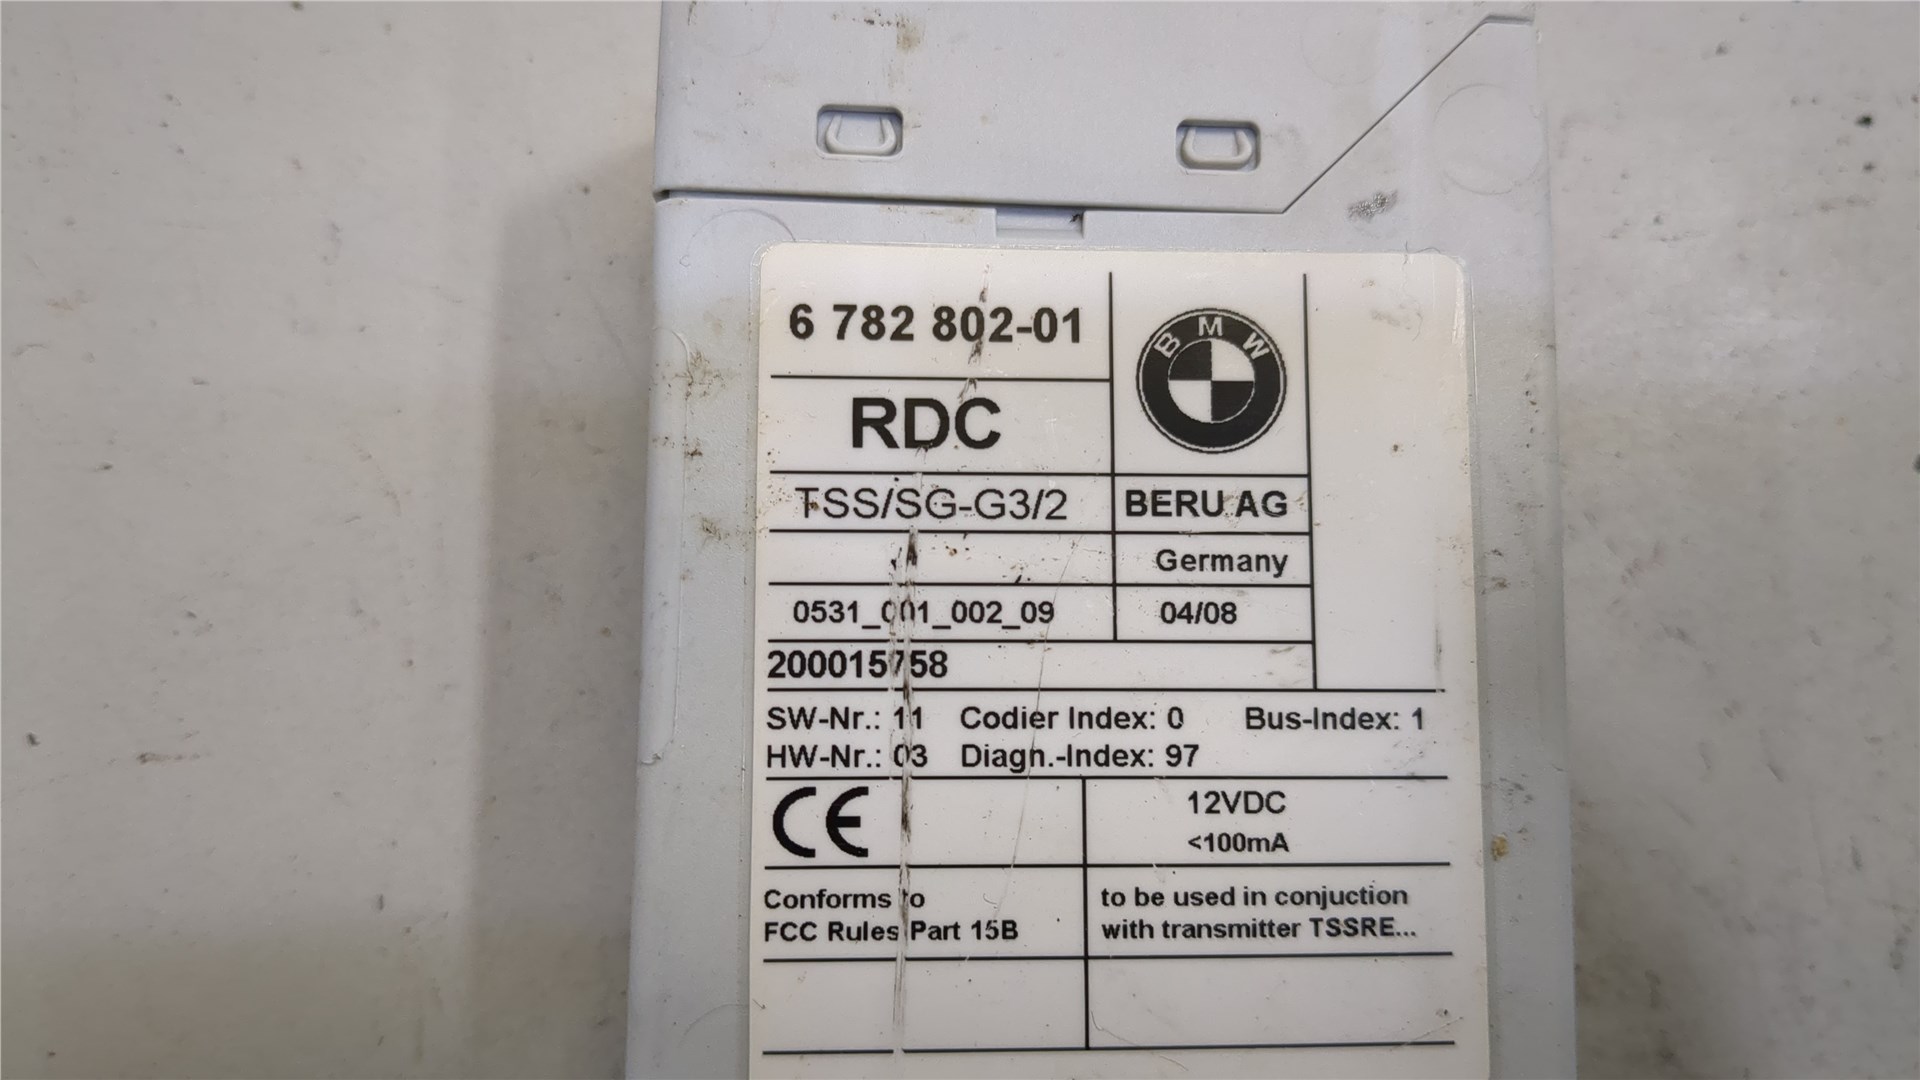 6 782 802-01
BMW
RDC
TSS/SG-G3/2
BERU AG
Germany
0531_001_002_09
04/08
200015758
SW-Nr.: 11 Codier Index: 0 Bus-Index: 1
HW-Nr.: 03 Diagn.-Index: 97
CE
12VDC
<100mA
Conforms to
FCC Rules Part 15B
to be used in conjuction
with transmitter TSSRE...